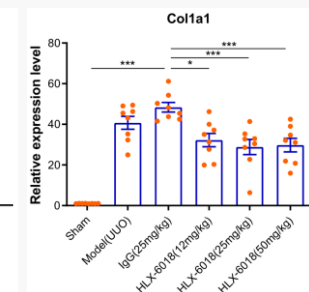 Col1a1
Relative expression level
80
60
40
20
0
***
***
***
*
Sham
Model(UUO)
IgG(25mg/kg)
HLX-6018(12mg/kg)
HLX-6018(25mg/kg)
HLX-6018(50mg/kg)